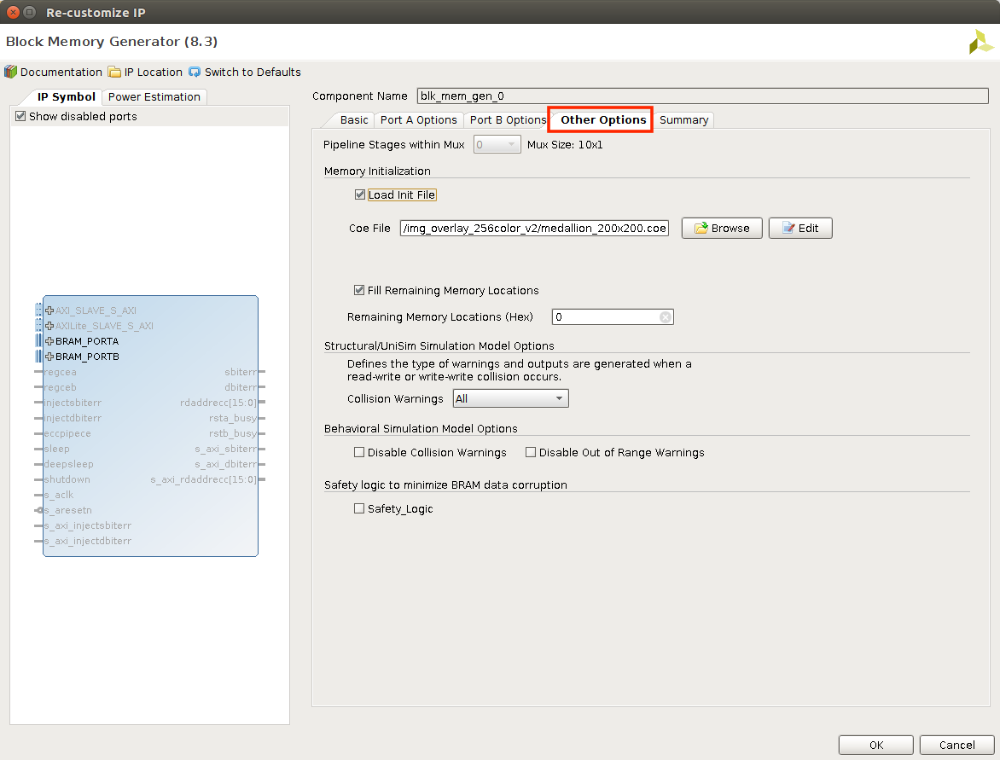 Re-customize IP
Block Memory Generator (8.3)
Documentation IP Location Switch to Defaults
IP Symbol Power Estimation
Show disabled ports
AXI_SLAVE_S_AXI
AXILite_SLAVE_S_AXI
BRAM_PORTA
BRAM_PORTB
regcea sbiterr
regceb dbiterr
injectsbiterr rdaddrecc[15:0]
injectdbiterr rsta_busy
eccpipece rstb_busy
sleep s_axi_sbiterr
deepsleep s_axi_dbiterr
shutdown s_axi_rdaddrecc[15:0]
s_aclk
s_aresetn
s_axi_injectsbiterr
s_axi_injectdbiterr
Component Name blk_mem_gen_0
Basic Port A Options Port B Options Other Options Summary
Pipeline Stages within Mux 0 Mux Size: 10x1
Memory Initialization
Load Init File
Coe File /img_overlay_256color_v2/medallion_200x200.coe Browse Edit
Fill Remaining Memory Locations
Remaining Memory Locations (Hex) 0
Structural/UniSim Simulation Model Options
Defines the type of warnings and outputs are generated when a
read-write or write-write collision occurs.
Collision Warnings All
Behavioral Simulation Model Options
Disable Collision Warnings Disable Out of Range Warnings
Safety logic to minimize BRAM data corruption
Safety_Logic
OK Cancel